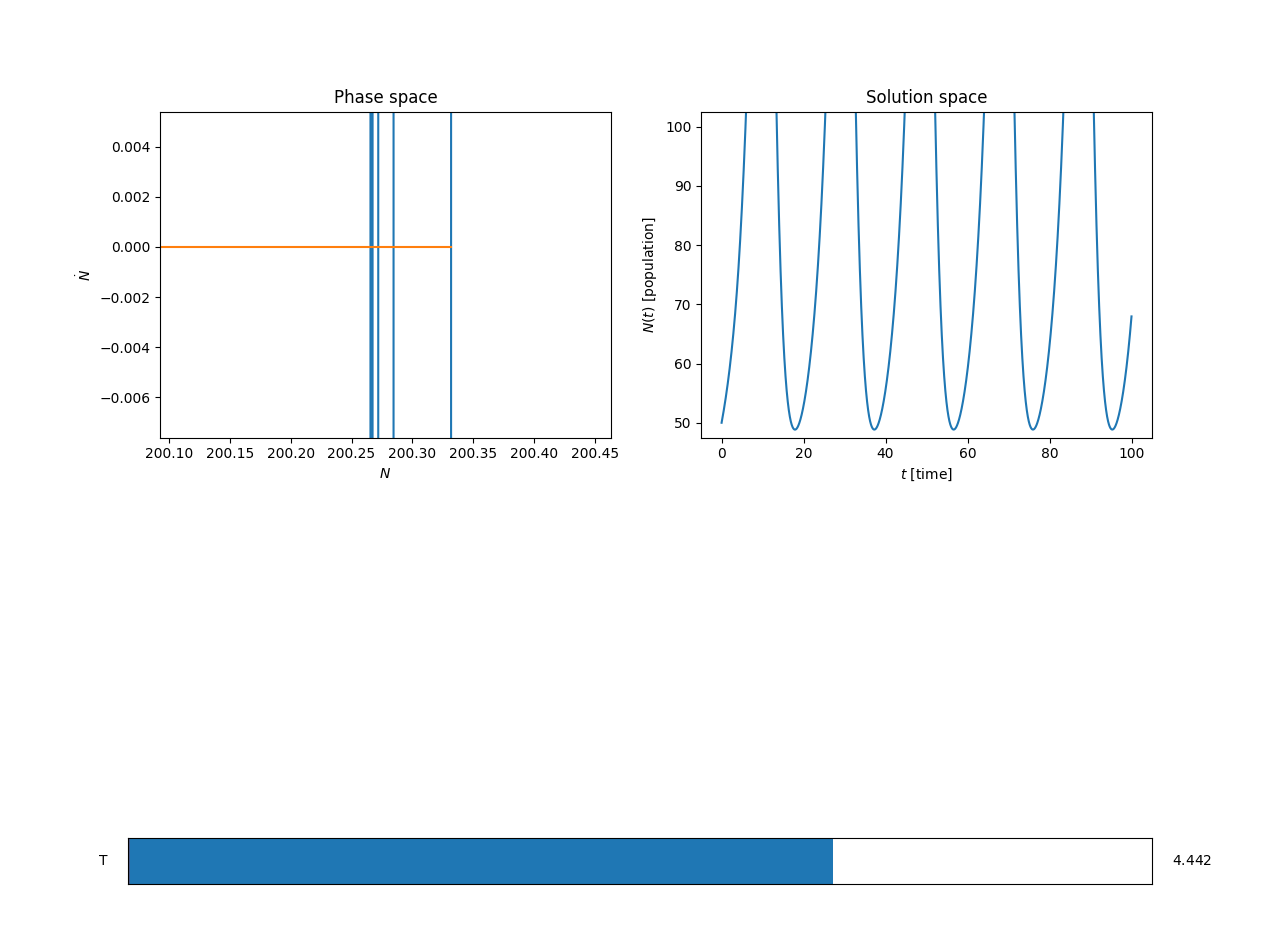 Phase space
0.004
0.002
0.000
−0.002
−0.004
−0.006
Ṅ
200.10 200.15 200.20 200.25 200.30 200.35 200.40 200.45
N
Solution space
100
90
80
70
60
50
N(t) [population]
0 20 40 60 80 100
t [time]
T
4.442